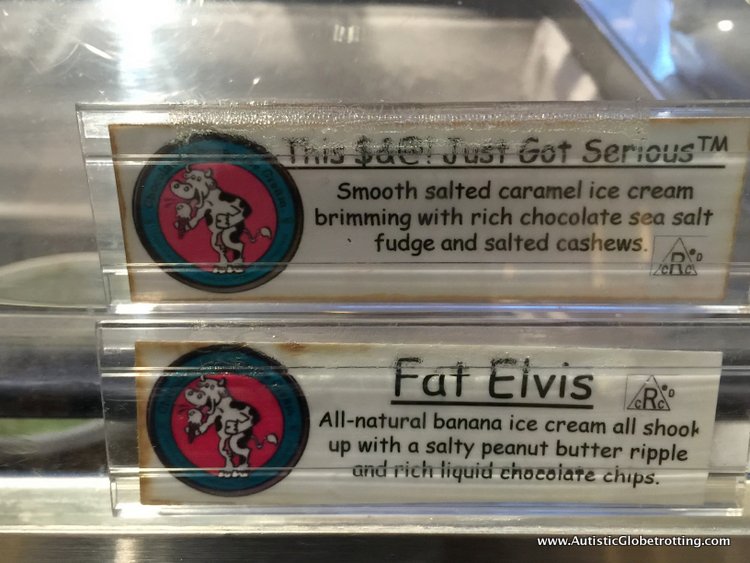 This $&@! Just Got Serious™
Smooth salted caramel ice cream
brimming with rich chocolate sea salt
fudge and salted cashews.
cRc D
Fat Elvis
cRc D
All-natural banana ice cream all shook
up with a salty peanut butter ripple
and rich liquid chocolate chips.
www.AutisticGlobetrotting.com